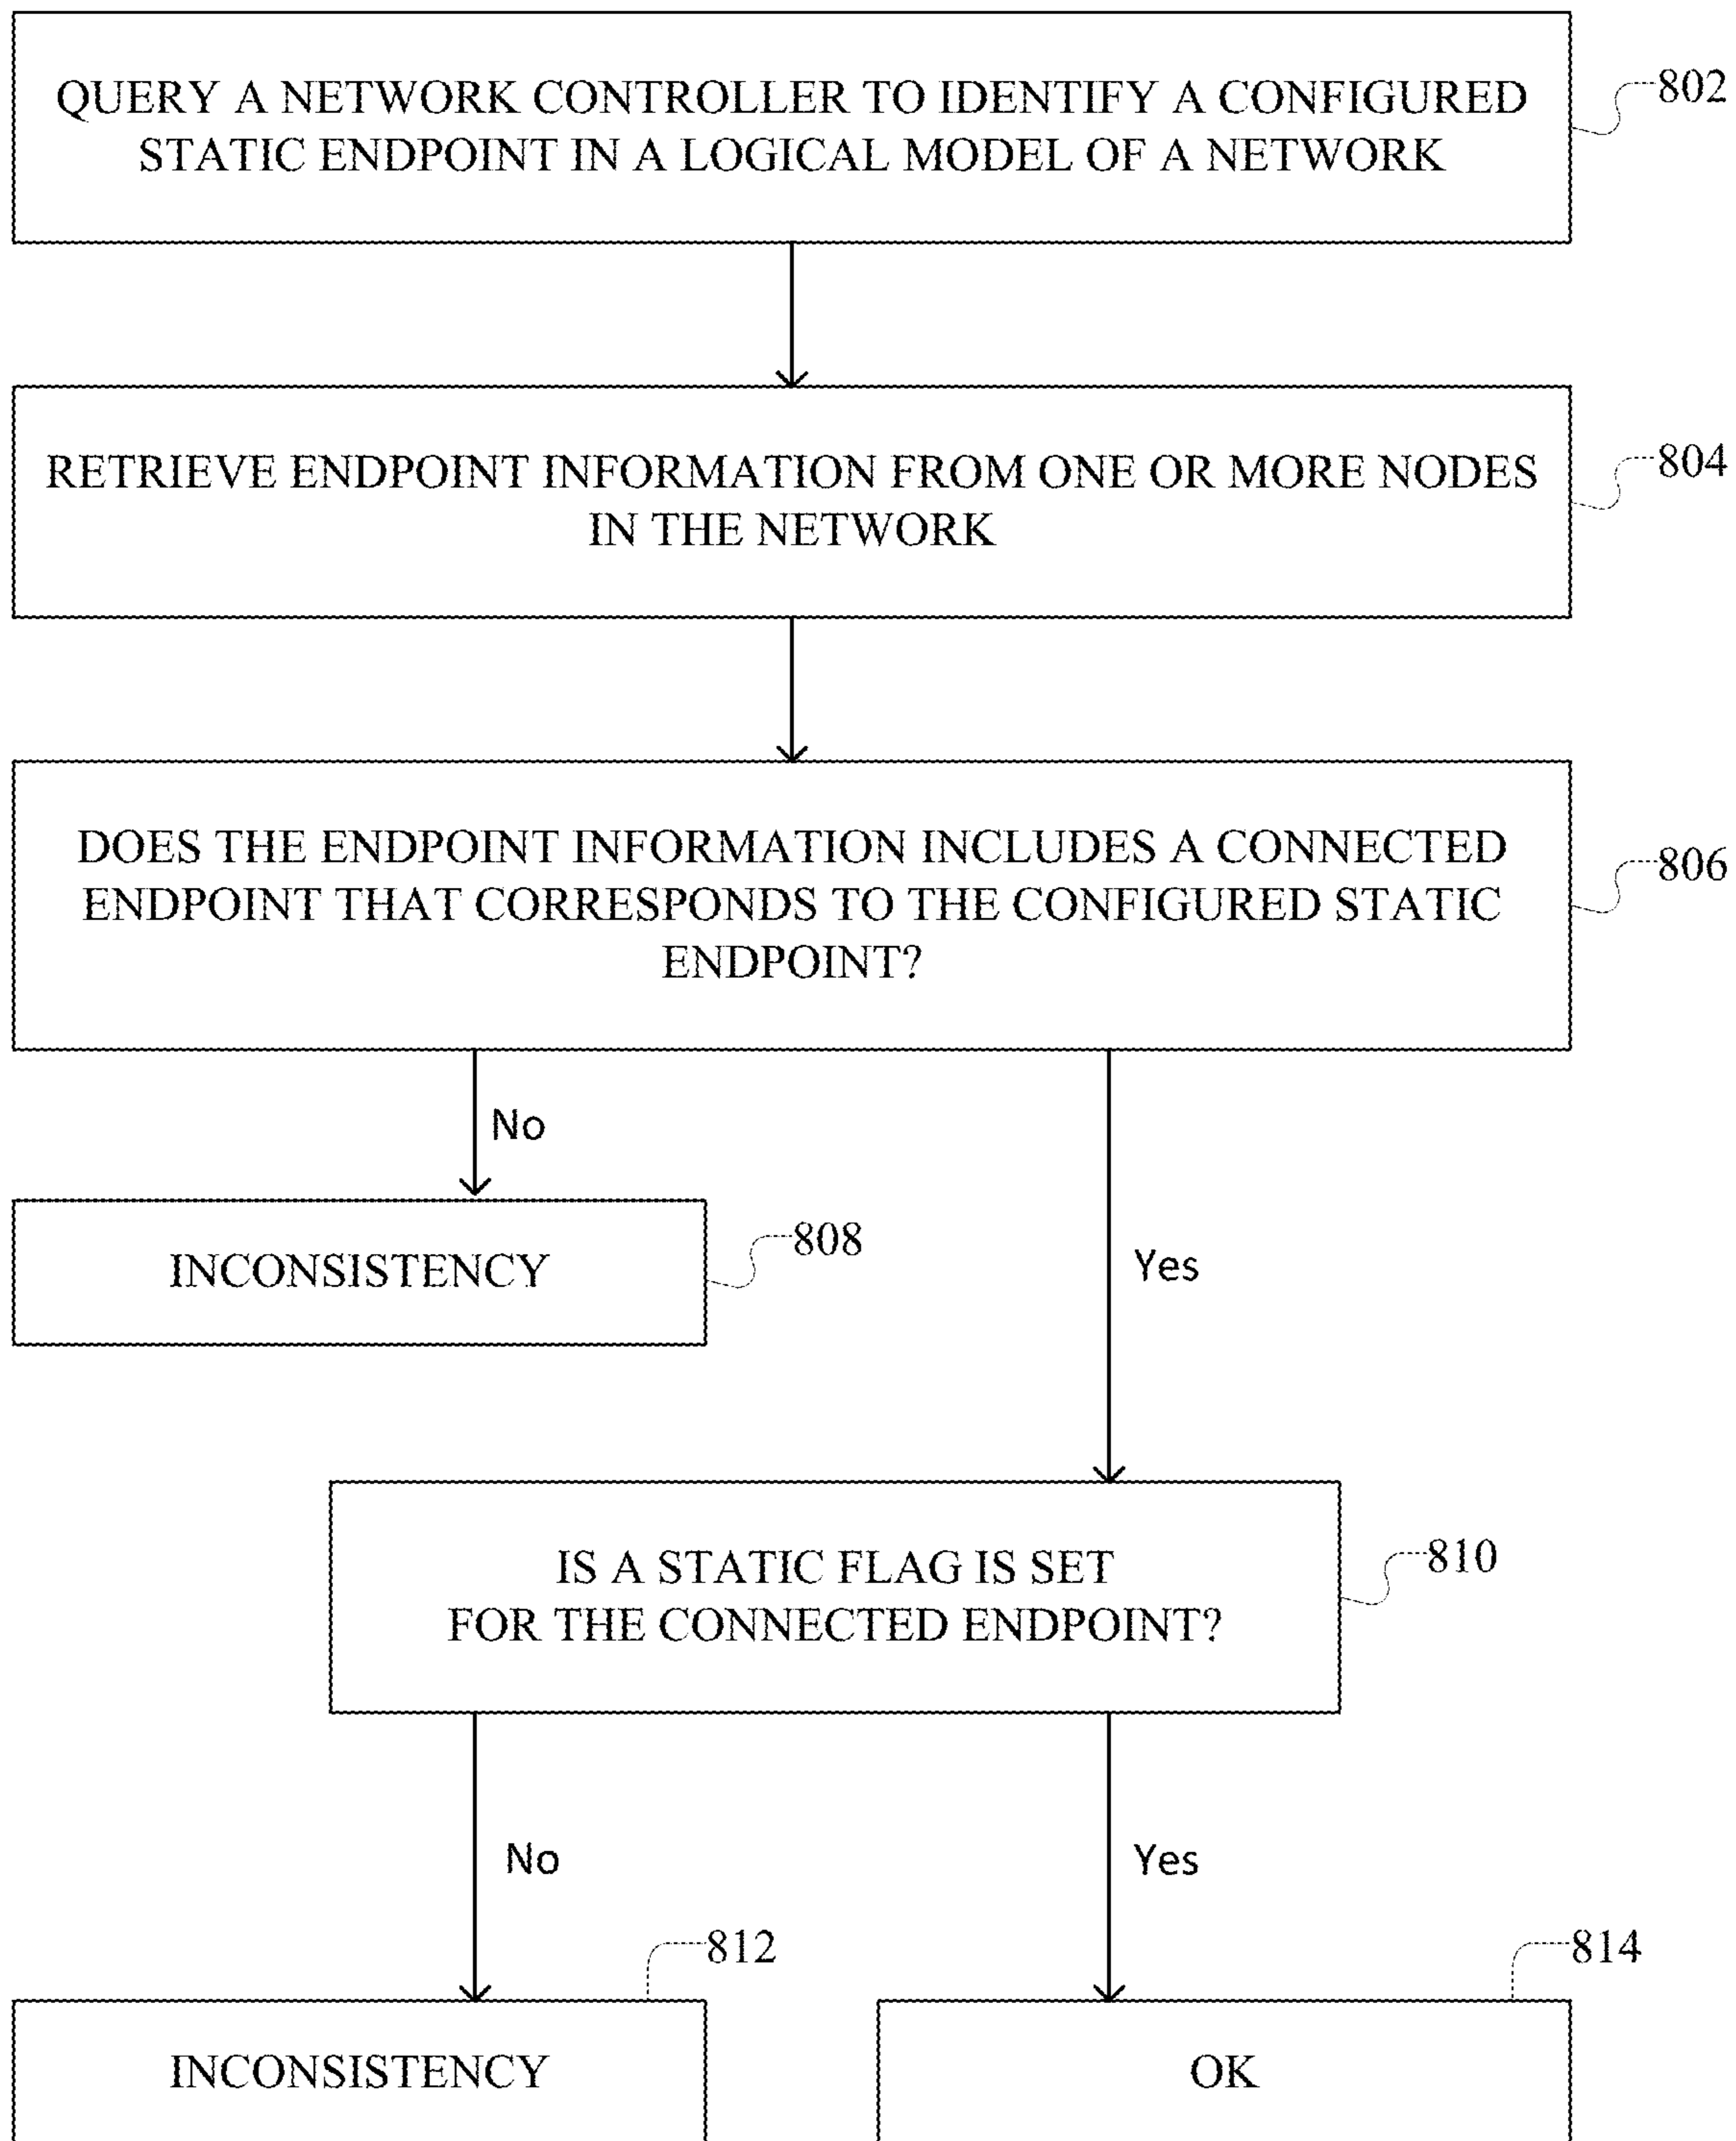 QUERY A NETWORK CONTROLLER TO IDENTIFY A CONFIGURED
STATIC ENDPOINT IN A LOGICAL MODEL OF A NETWORK
802
RETRIEVE ENDPOINT INFORMATION FROM ONE OR MORE NODES
IN THE NETWORK
804
DOES THE ENDPOINT INFORMATION INCLUDES A CONNECTED
ENDPOINT THAT CORRESPONDS TO THE CONFIGURED STATIC
ENDPOINT?
806
No
INCONSISTENCY
808
Yes
IS A STATIC FLAG IS SET
FOR THE CONNECTED ENDPOINT?
810
No
Yes
812
INCONSISTENCY
814
OK